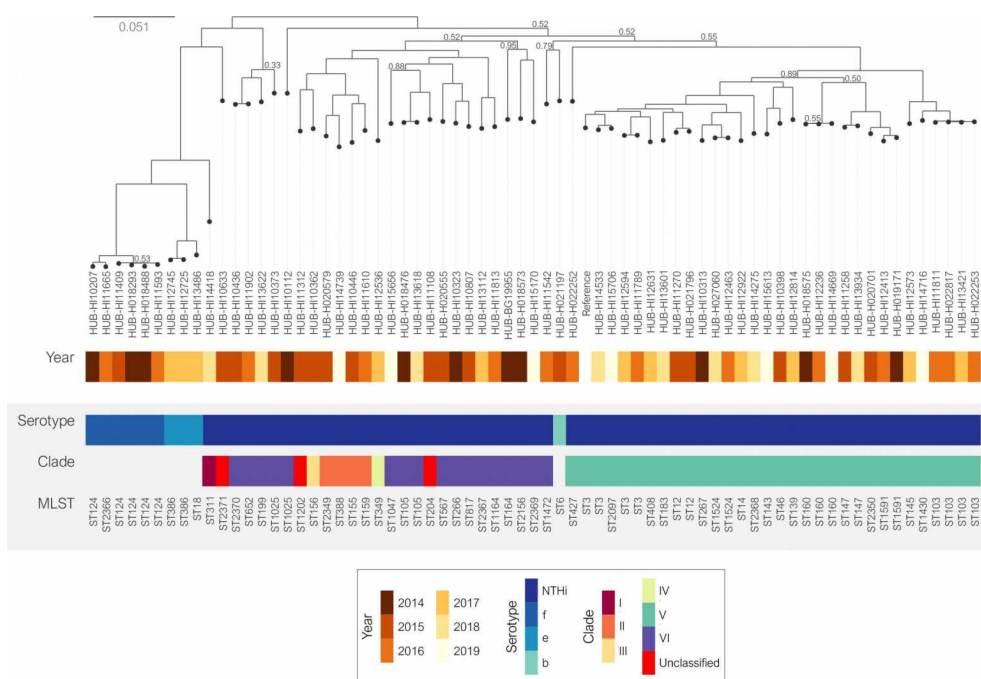 0.051
0.52
0.52
0.52
0.55
0.95
0.79
0.33
0.88
0.89
0.50
0.55
0.53
HUB-HI10207
HUB-HI11665
HUB-HI11409
HUB-H018293
HUB-H018488
HUB-HI11593
HUB-HI12745
HUB-HI12725
HUB-HI13486
HUB-HI14418
HUB-HI10633
HUB-HI10436
HUB-HI11902
HUB-HI13622
HUB-HI10373
HUB-HI10112
HUB-HI11312
HUB-HI10362
HUB-H020579
HUB-HI14739
HUB-HI10446
HUB-HI11610
HUB-HI12536
HUB-HI15666
HUB-H018476
HUB-HI13618
HUB-HI11108
HUB-H020555
HUB-HI10323
HUB-HI10807
HUB-HI13112
HUB-HI11813
HUB-BG19955
HUB-H018573
HUB-HI15170
HUB-HI11542
HUB-H021197
HUB-H022252
Reference
HUB-HI14533
HUB-HI15706
HUB-HI12594
HUB-HI11789
HUB-HI12631
HUB-HI13601
HUB-HI11270
HUB-H021796
HUB-HI10313
HUB-H027060
HUB-HI12463
HUB-HI12922
HUB-HI14275
HUB-HI15613
HUB-HI10398
HUB-HI12814
HUB-H018575
HUB-HI12236
HUB-HI14669
HUB-HI11258
HUB-HI13934
HUB-H020701
HUB-HI12413
HUB-H019171
HUB-HI12573
HUB-HI14716
HUB-HI11811
HUB-H022817
HUB-HI13421
HUB-H022253
Year
Serotype
Clade
MLST
ST124
ST2366
ST124
ST124
ST124
ST124
ST386
ST386
ST18
ST311
ST2371
ST2370
ST652
ST199
ST1025
ST1025
ST1202
ST156
ST2349
ST388
ST155
ST159
ST349
ST1047
ST105
ST105
ST204
ST567
ST266
ST817
ST2367
ST1164
ST164
ST2156
ST2369
ST1472
ST76
ST427
ST3
ST3
ST2097
ST3
ST3
ST408
ST183
ST12
ST12
ST267
ST1524
ST1524
ST14
ST2368
ST143
ST46
ST139
ST160
ST160
ST160
ST147
ST147
ST2350
ST1591
ST1591
ST145
ST1430
ST103
ST103
ST103
ST103
Year
2014
2015
2016
2017
2018
2019
Serotype
NTHi
f
e
b
Clade
I
II
III
IV
V
VI
Unclassified